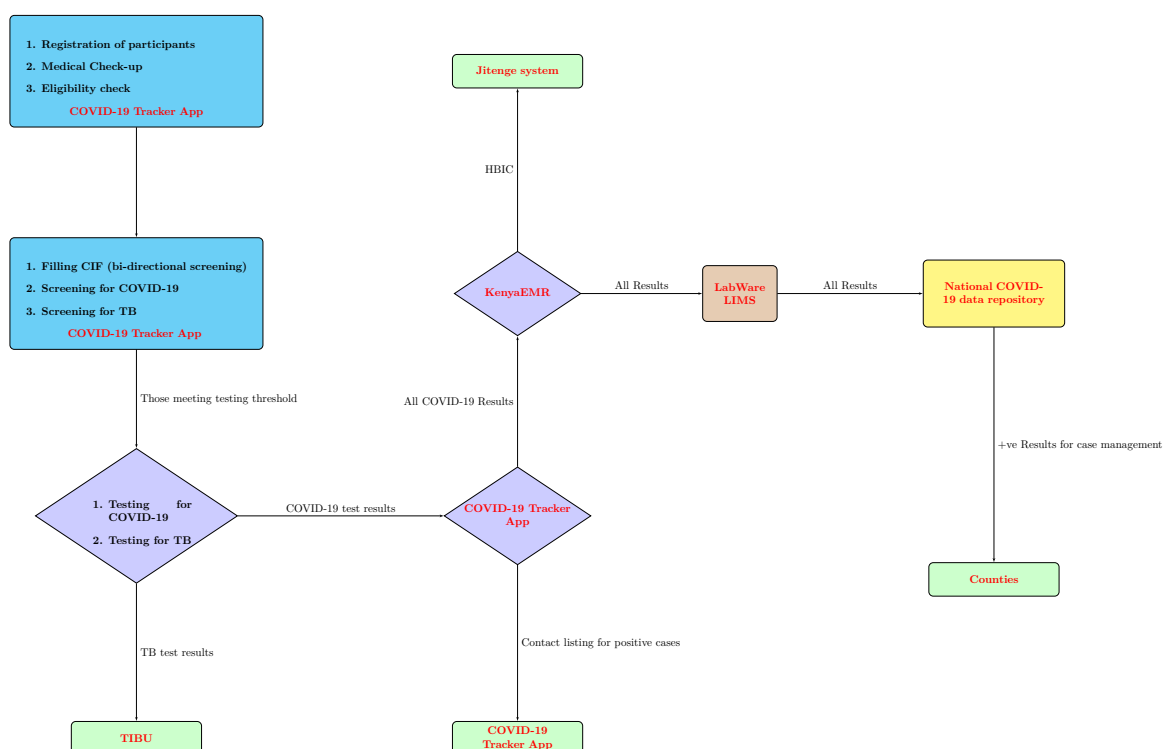 1. Registration of participants
2. Medical Check-up
3. Eligibility check
COVID-19 Tracker App
1. Filling CIF (bi-directional screening)
2. Screening for COVID-19
3. Screening for TB
COVID-19 Tracker App
Those meeting testing threshold
1. Testing for
COVID-19
2. Testing for TB
TB test results
TIBU
COVID-19 test results
Jitenge system
HBIC
KenyaEMR
All COVID-19 Results
COVID-19 Tracker
App
Contact listing for positive cases
COVID-19
Tracker App
All Results
LabWare
LIMS
All Results
National COVID-
19 data repository
+ve Results for case management
Counties